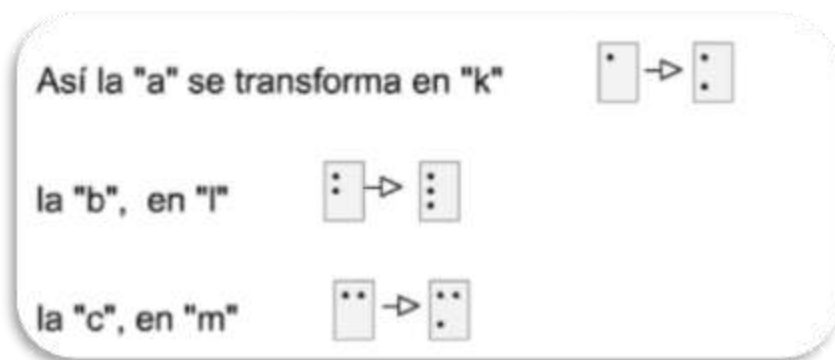 Así la "a" se transforma en "k"
la "b", en "l"
la "c", en "m"